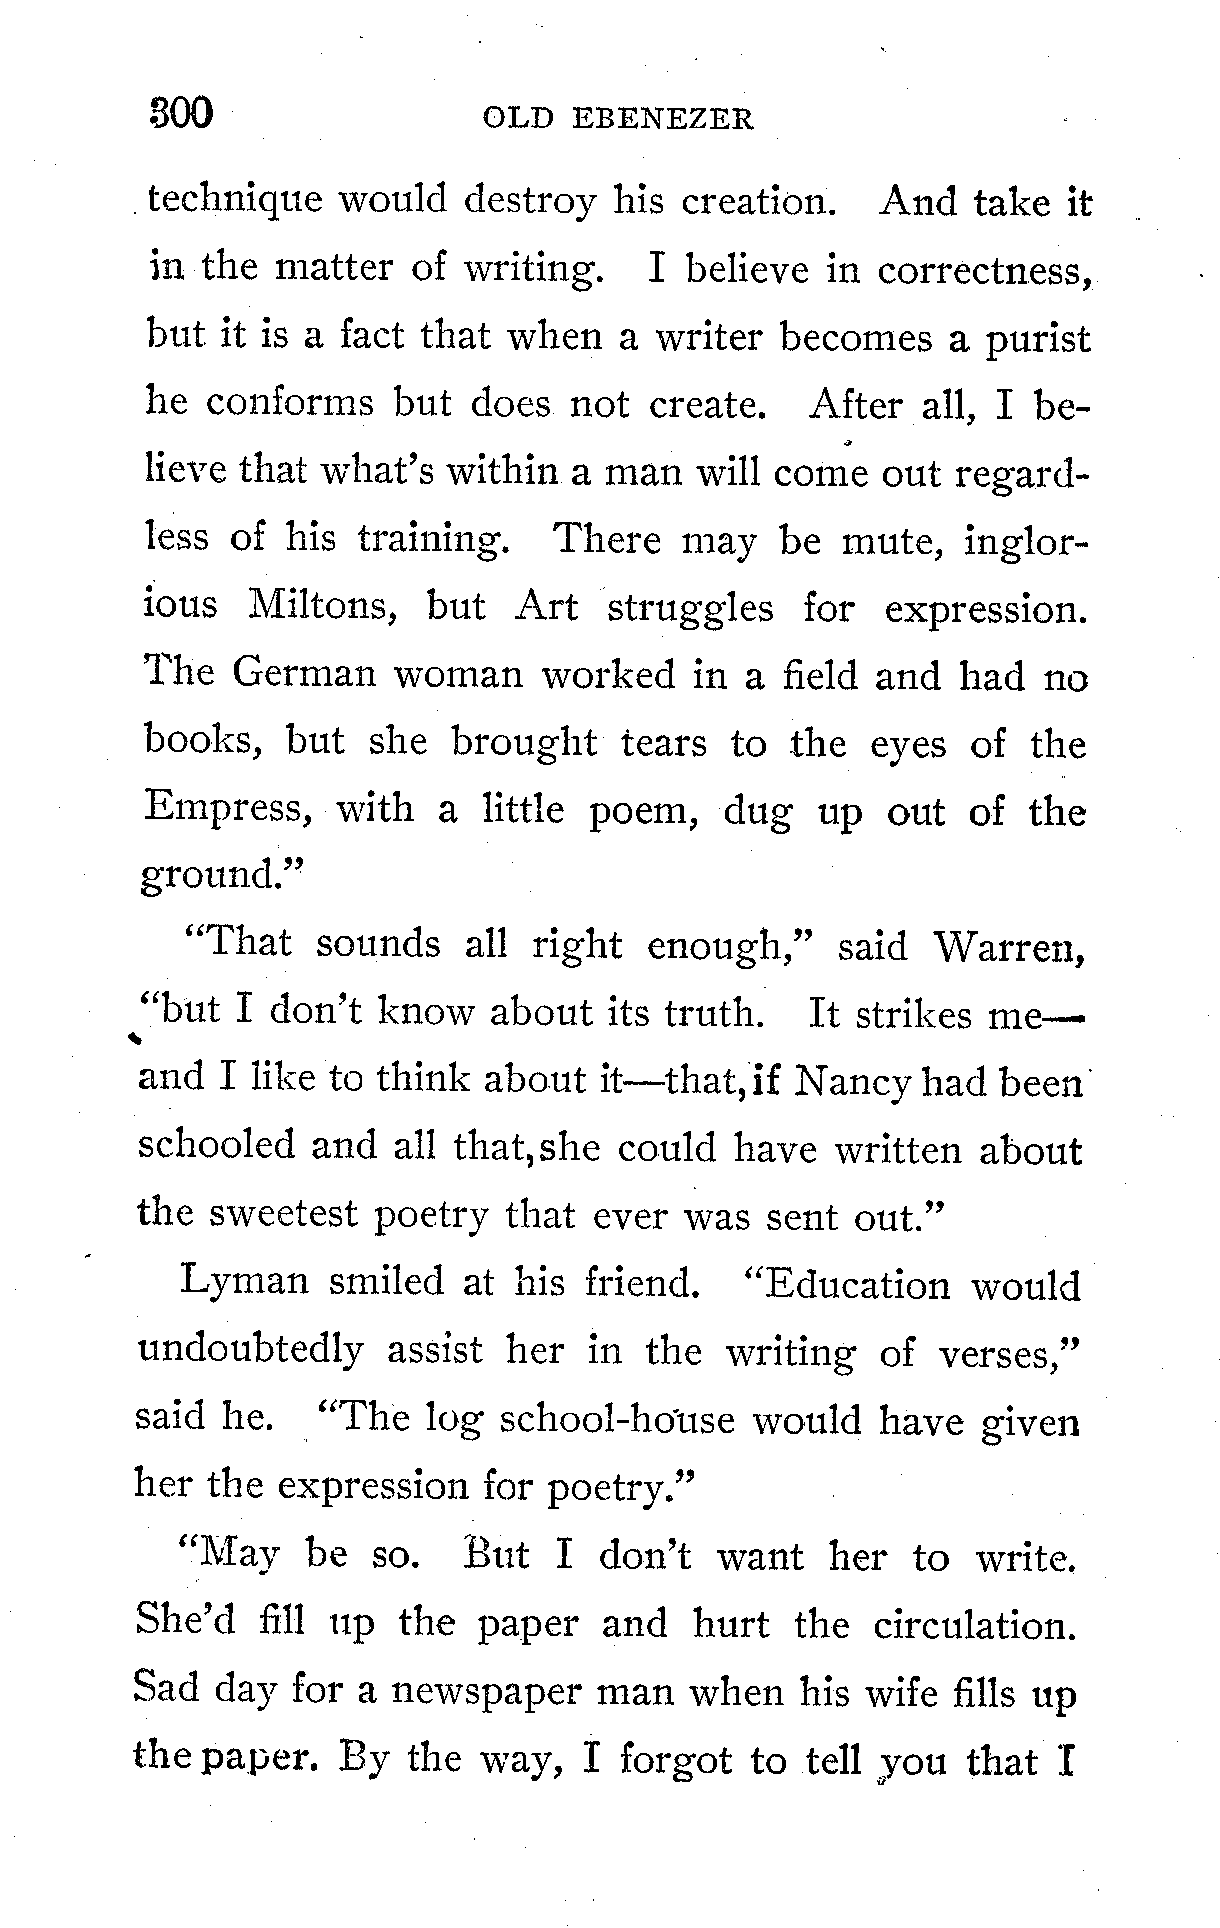 300 OLD EBENEZER
technique would destroy his creation. And take it
in the matter of writing. I believe in correctness,
but it is a fact that when a writer becomes a purist
he conforms but does not create. After all, I be-
lieve that what's within a man will come out regard-
less of his training. There may be mute, inglor-
ious Miltons, but Art struggles for expression.
The German woman worked in a field and had no
books, but she brought tears to the eyes of the
Empress, with a little poem, dug up out of the
ground."
"That sounds all right enough," said Warren,
"but I don't know about its truth. It strikes me—
and I like to think about it—that, if Nancy had been
schooled and all that, she could have written about
the sweetest poetry that ever was sent out."
Lyman smiled at his friend. "Education would
undoubtedly assist her in the writing of verses,"
said he. "The log school-house would have given
her the expression for poetry."
"May be so. But I don't want her to write.
She'd fill up the paper and hurt the circulation.
Sad day for a newspaper man when his wife fills up
the paper. By the way, I forgot to tell you that I